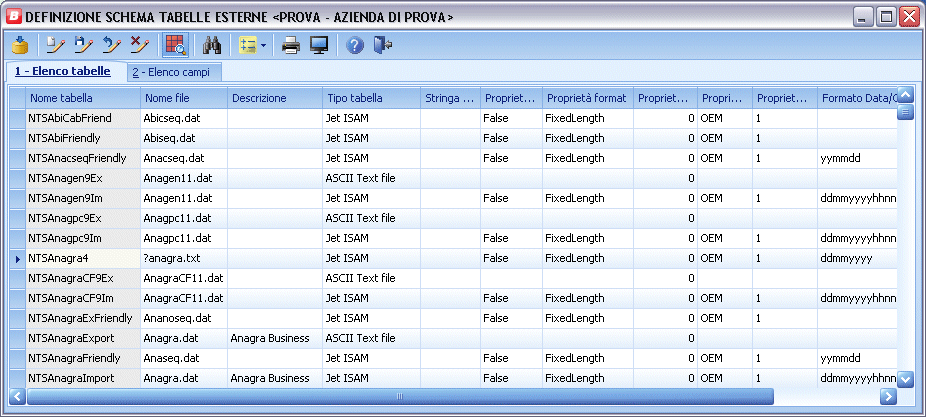 B DEFINIZIONE SCHEMA TABELLE ESTERNE <PROVA - AZIENDA DI PROVA>
1 - Elenco tabelle 2 - Elenco campi
Nome tabella Nome file Descrizione Tipo tabella Stringa ... Propriet... Proprietà format Propriet... Propri... Propriet... Formato Data/
NTSAbiCabFriend Abicseq.dat Jet ISAM False FixedLength 0 OEM 1
NTSAbiFriendly Abiseq.dat Jet ISAM False FixedLength 0 OEM 1
NTSAnacseqFriendly Anacseq.dat Jet ISAM False FixedLength 0 OEM 1 yymmdd
NTSAnagen9Ex Anagen11.dat ASCII Text file 0
NTSAnagen9Im Anagen11.dat Jet ISAM False FixedLength 0 OEM 1 ddmmyyyyhhnn
NTSAnagpc9Ex Anagpc11.dat ASCII Text file 0
NTSAnagpc9Im Anagpc11.dat Jet ISAM False FixedLength 0 OEM 1 ddmmyyyyhhnn
NTSAnagra4 ?anagra.txt Jet ISAM False FixedLength 0 OEM 1 ddmmyyyy
NTSAnagraCF9Ex AnagraCF11.dat ASCII Text file 0
NTSAnagraCF9Im AnagraCF11.dat Jet ISAM False FixedLength 0 OEM 1 ddmmyyyyhhnn
NTSAnagraExFriendly Ananoseq.dat Jet ISAM False FixedLength 0 OEM 1
NTSAnagraExport Anagra.dat Anagra Business ASCII Text file 0
NTSAnagraFriendly Anaseq.dat Jet ISAM False FixedLength 0 OEM 1 yymmdd
NTSAnagraImport Anagra.dat Anagra Business Jet ISAM False FixedLength 0 OEM 1 ddmmyyyyhhnn